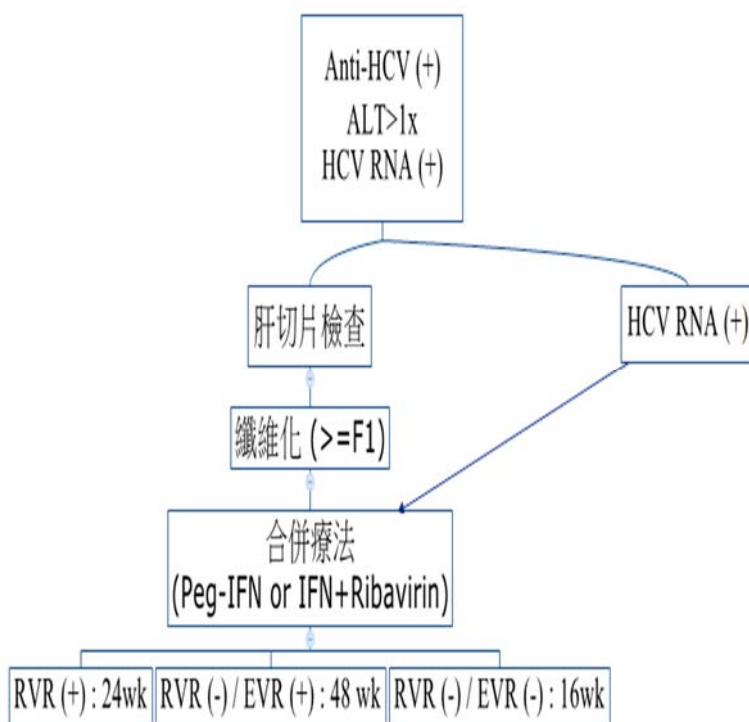 Anti-HCV (+)
ALT>1x
HCV RNA (+)
肝切片檢查
HCV RNA (+)
纖維化 (>=F1)
合併療法
(Peg-IFN or IFN+Ribavirin)
RVR (+) : 24wk
RVR (-) / EVR (+) : 48 wk
RVR (-) / EVR (-) : 16wk